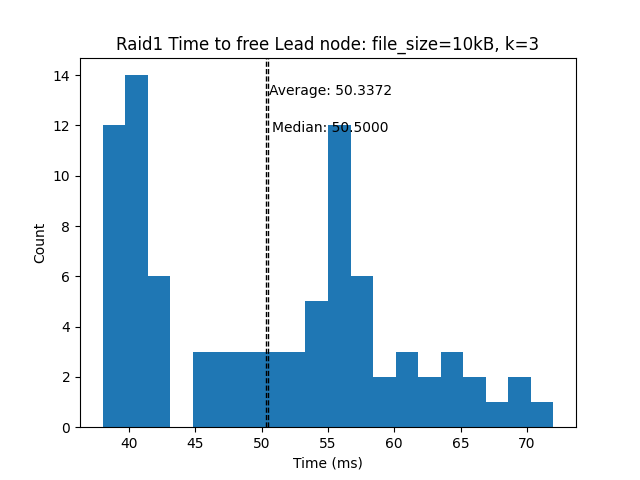 Raid1 Time to free Lead node: file_size=10kB, k=3
14
12
10
8
6
4
2
0
Count
Average: 50.3372
Median: 50.5000
40 45 50 55 60 65 70
Time (ms)